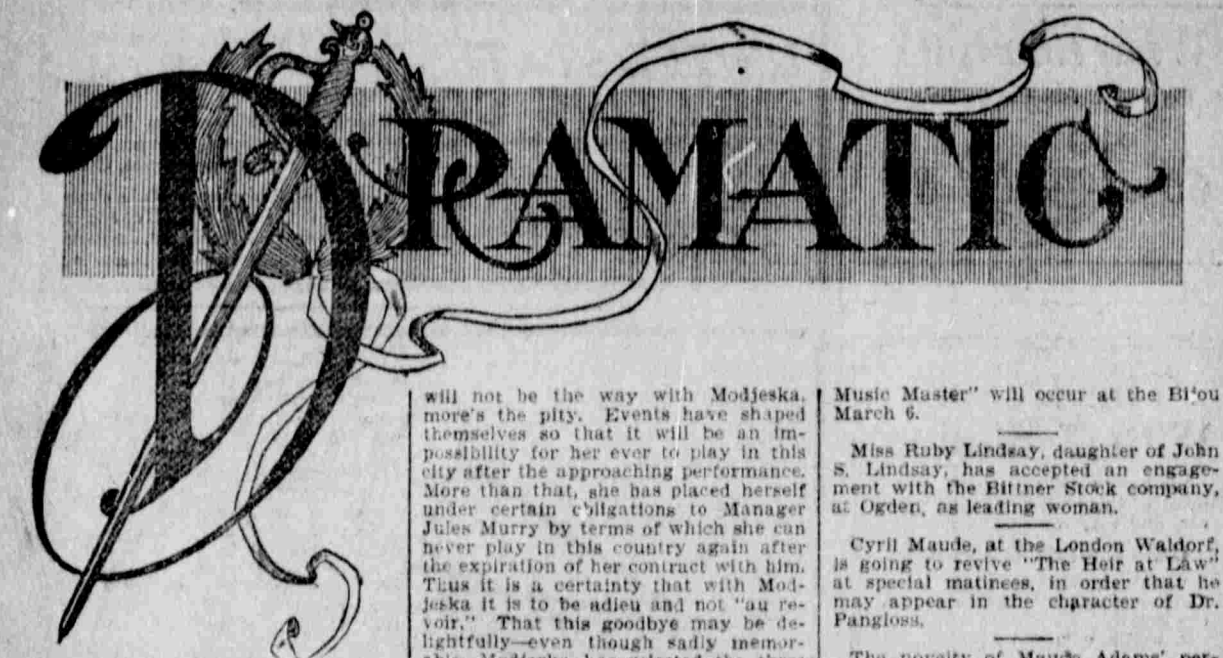 DRAMATIC
will not be the way with Modjeska,
more's the pity. Events have shaped
themselves so that it will be an im-
possibility for her ever to play in this
city after the approaching performance.
More than that, she has placed herself
under certain obligations to Manager
Jules Murry by terms of which she can
never play in this country again after
the expiration of her contract with him.
Thus it is a certainty that with Mod-
jeska it is to be adieu and not "au re-
voir." That this goodbye may be de-
lightfully—even though sadly memor-
Music Master" will occur at the Bijou
March 6.
Miss Ruby Lindsay, daughter of John
S. Lindsay, has accepted an engage-
ment with the Bittner Stock company,
at Ogden, as leading woman.
Cyril Maude, at the London Waldorf,
is going to revive "The Heir at Law"
at special matinees, in order that he
may appear in the character of Dr.
Pangloss.
The novelty of Maude Adams' per-